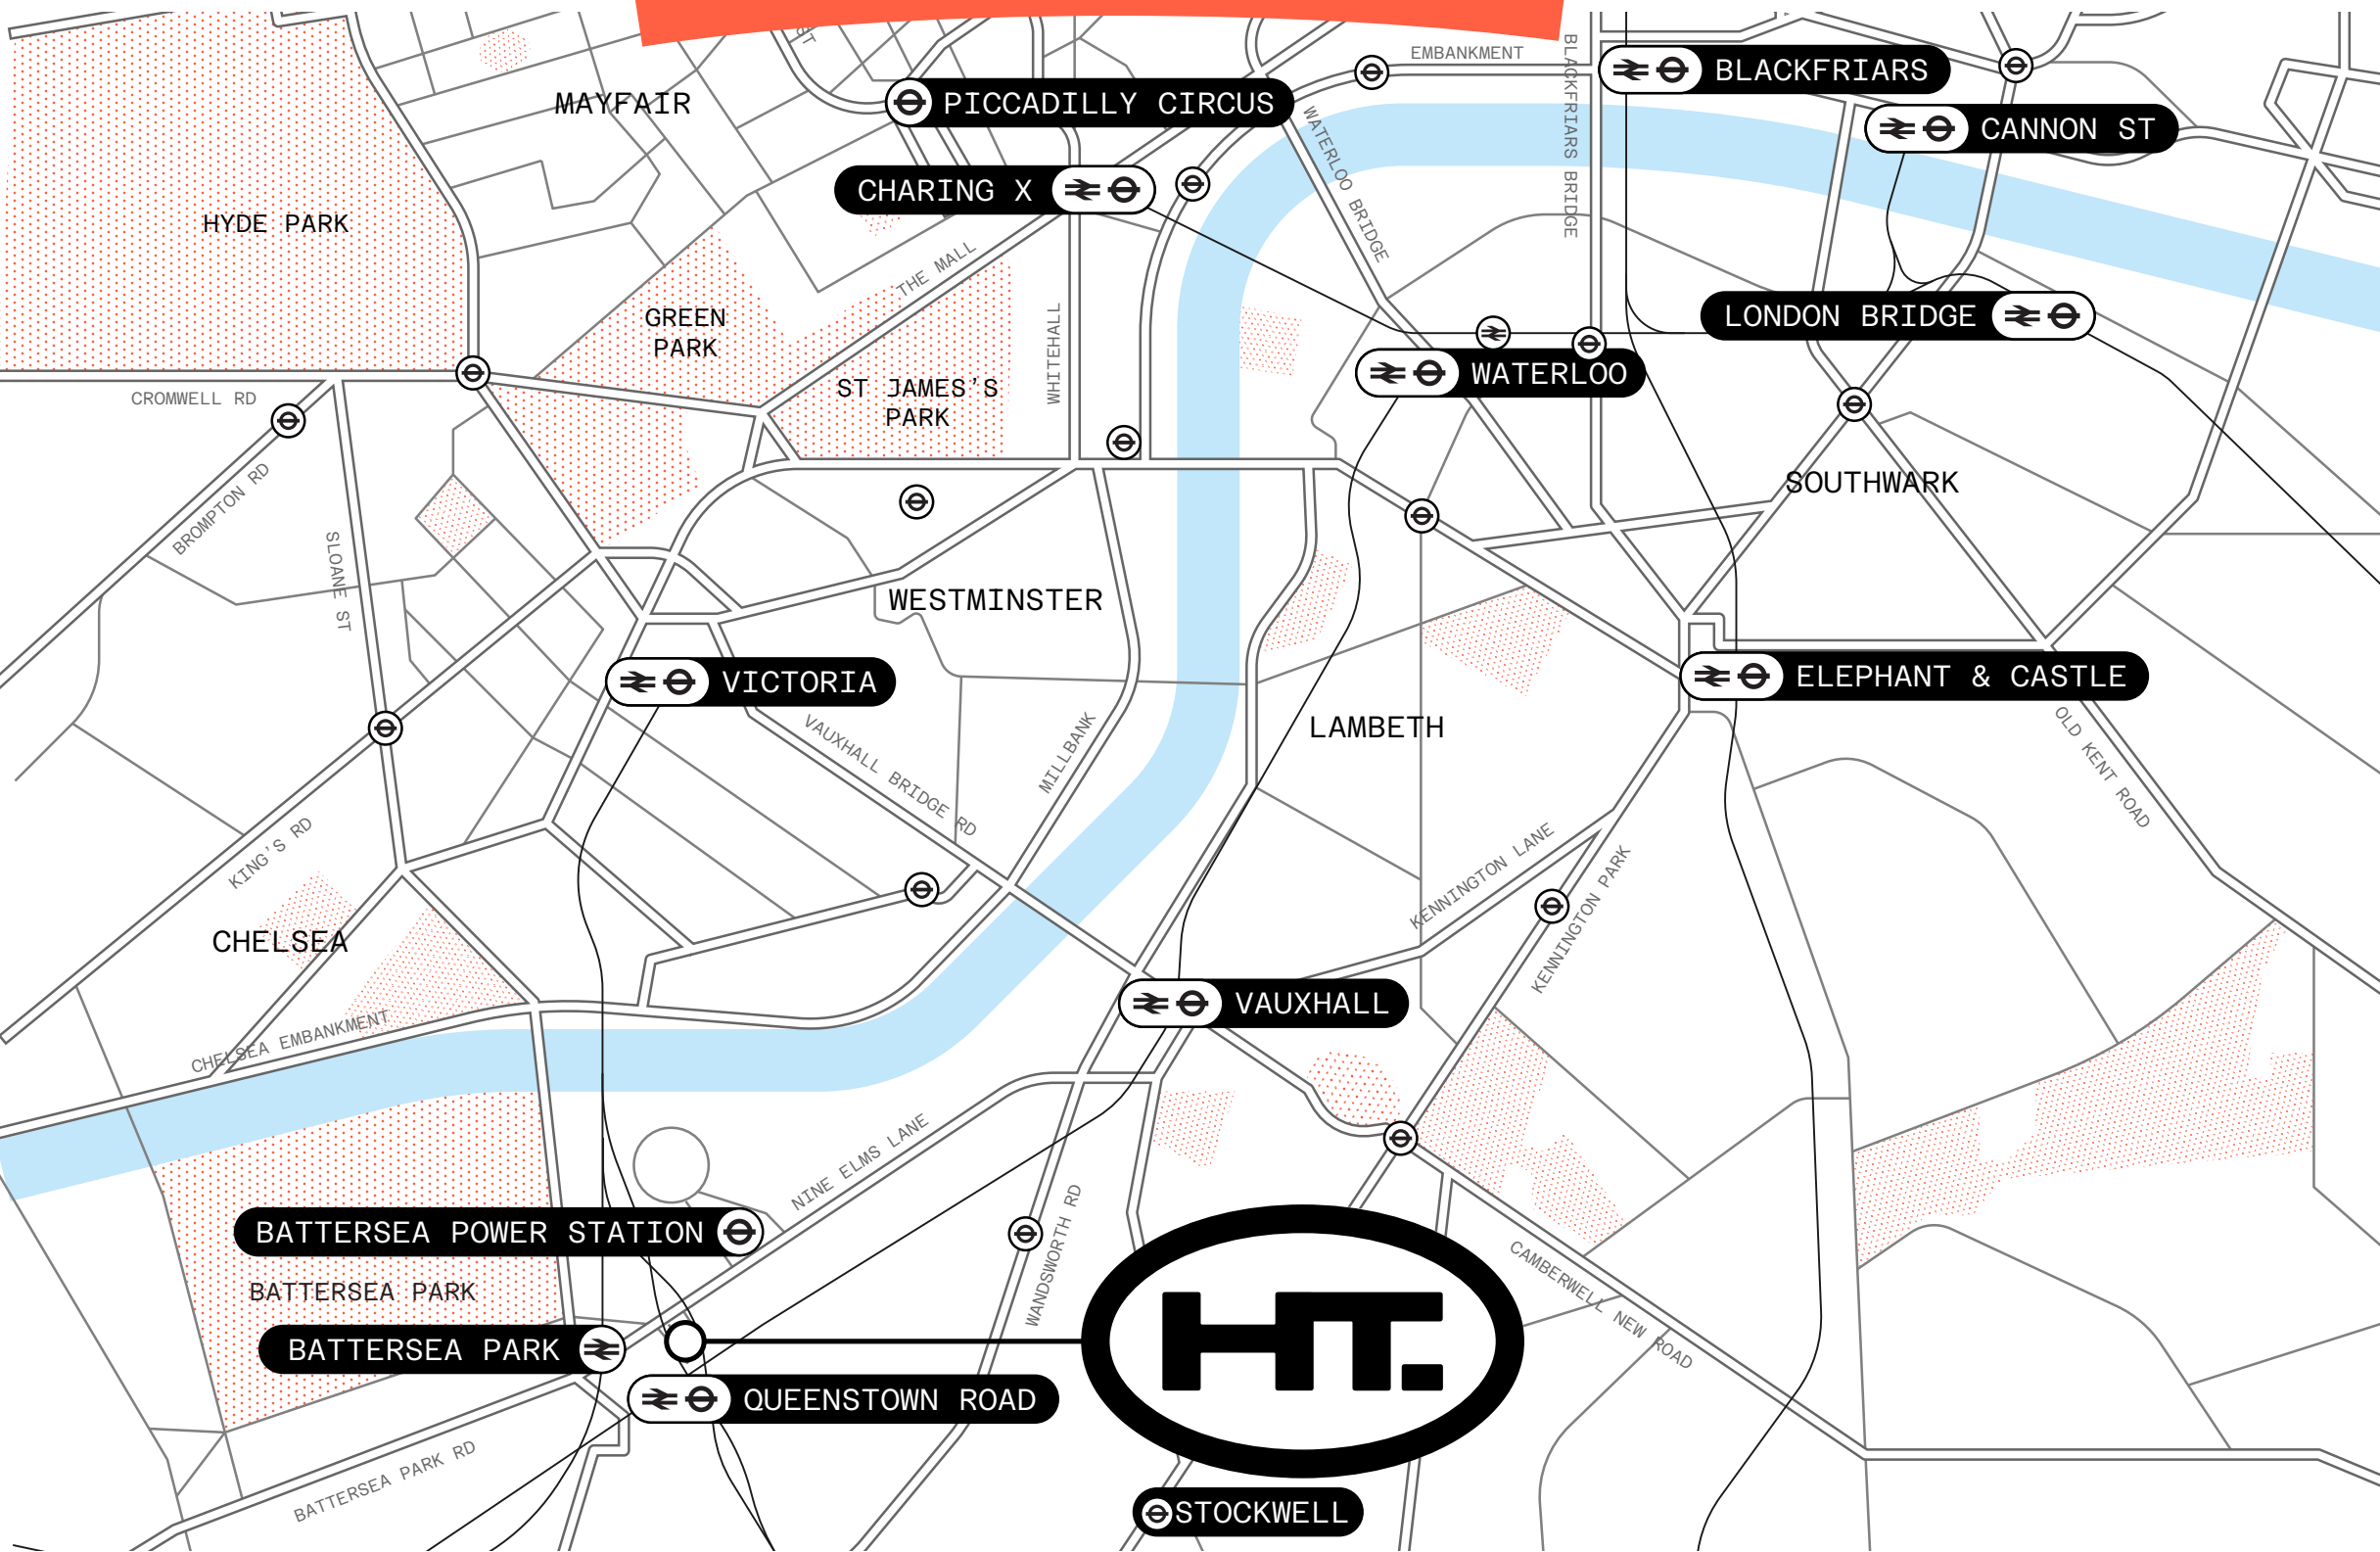 ST
EMBANKMENT
BLACKFRIARS
MAYFAIR
PICCADILLY CIRCUS
BLACKFRIARS BRIDGE
CANNON ST
WATERLOO BRIDGE
CHARING X
HYDE PARK
THE MALL
GREEN
PARK
LONDON BRIDGE
WHITEHALL
WATERLOO
CROMWELL RD
ST JAMES'S
PARK
BROMPTON RD
SOUTHWARK
SLOANE ST
WESTMINSTER
VICTORIA
ELEPHANT & CASTLE
LAMBETH
VAUXHALL BRIDGE RD
MILLBANK
OLD KENT ROAD
KING'S RD
KENNINGTON LANE
KENNINGTON PARK
CHELSEA
VAUXHALL
CHELSEA EMBANKMENT
NINE ELMS LANE
BATTERSEA POWER STATION
WANDSWORTH RD
BATTERSEA PARK
CAMBERWELL NEW ROAD
BATTERSEA PARK
HT.
QUEENSTOWN ROAD
BATTERSEA PARK RD
STOCKWELL